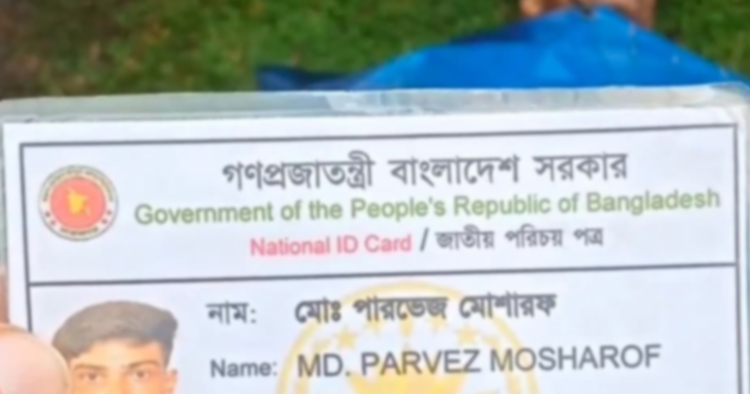 গণপ্রজাতন্ত্রী বাংলাদেশ সরকার
Government of the People's Republic of Bangladesh
National ID Card / জাতীয় পরিচয় পত্র
নাম: মোঃ পারভেজ মোশারফ
Name: MD. PARVEZ MOSHAROF